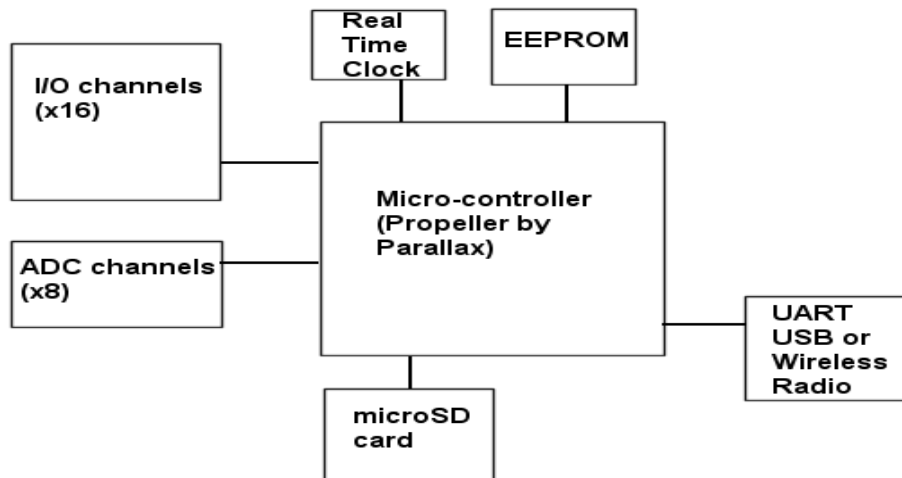 Real
Time
Clock
EEPROM
I/O channels
(x16)
Micro-controller
(Propeller by
Parallax)
ADC channels
(x8)
UART
USB or
Wireless
Radio
microSD
card